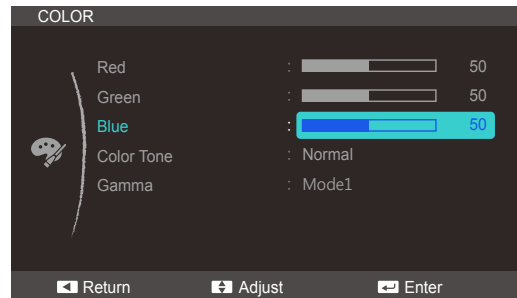 COLOR
Red : 50
Green : 50
Blue : 50
Color Tone : Normal
Gamma : Mode1
Return Adjust Enter